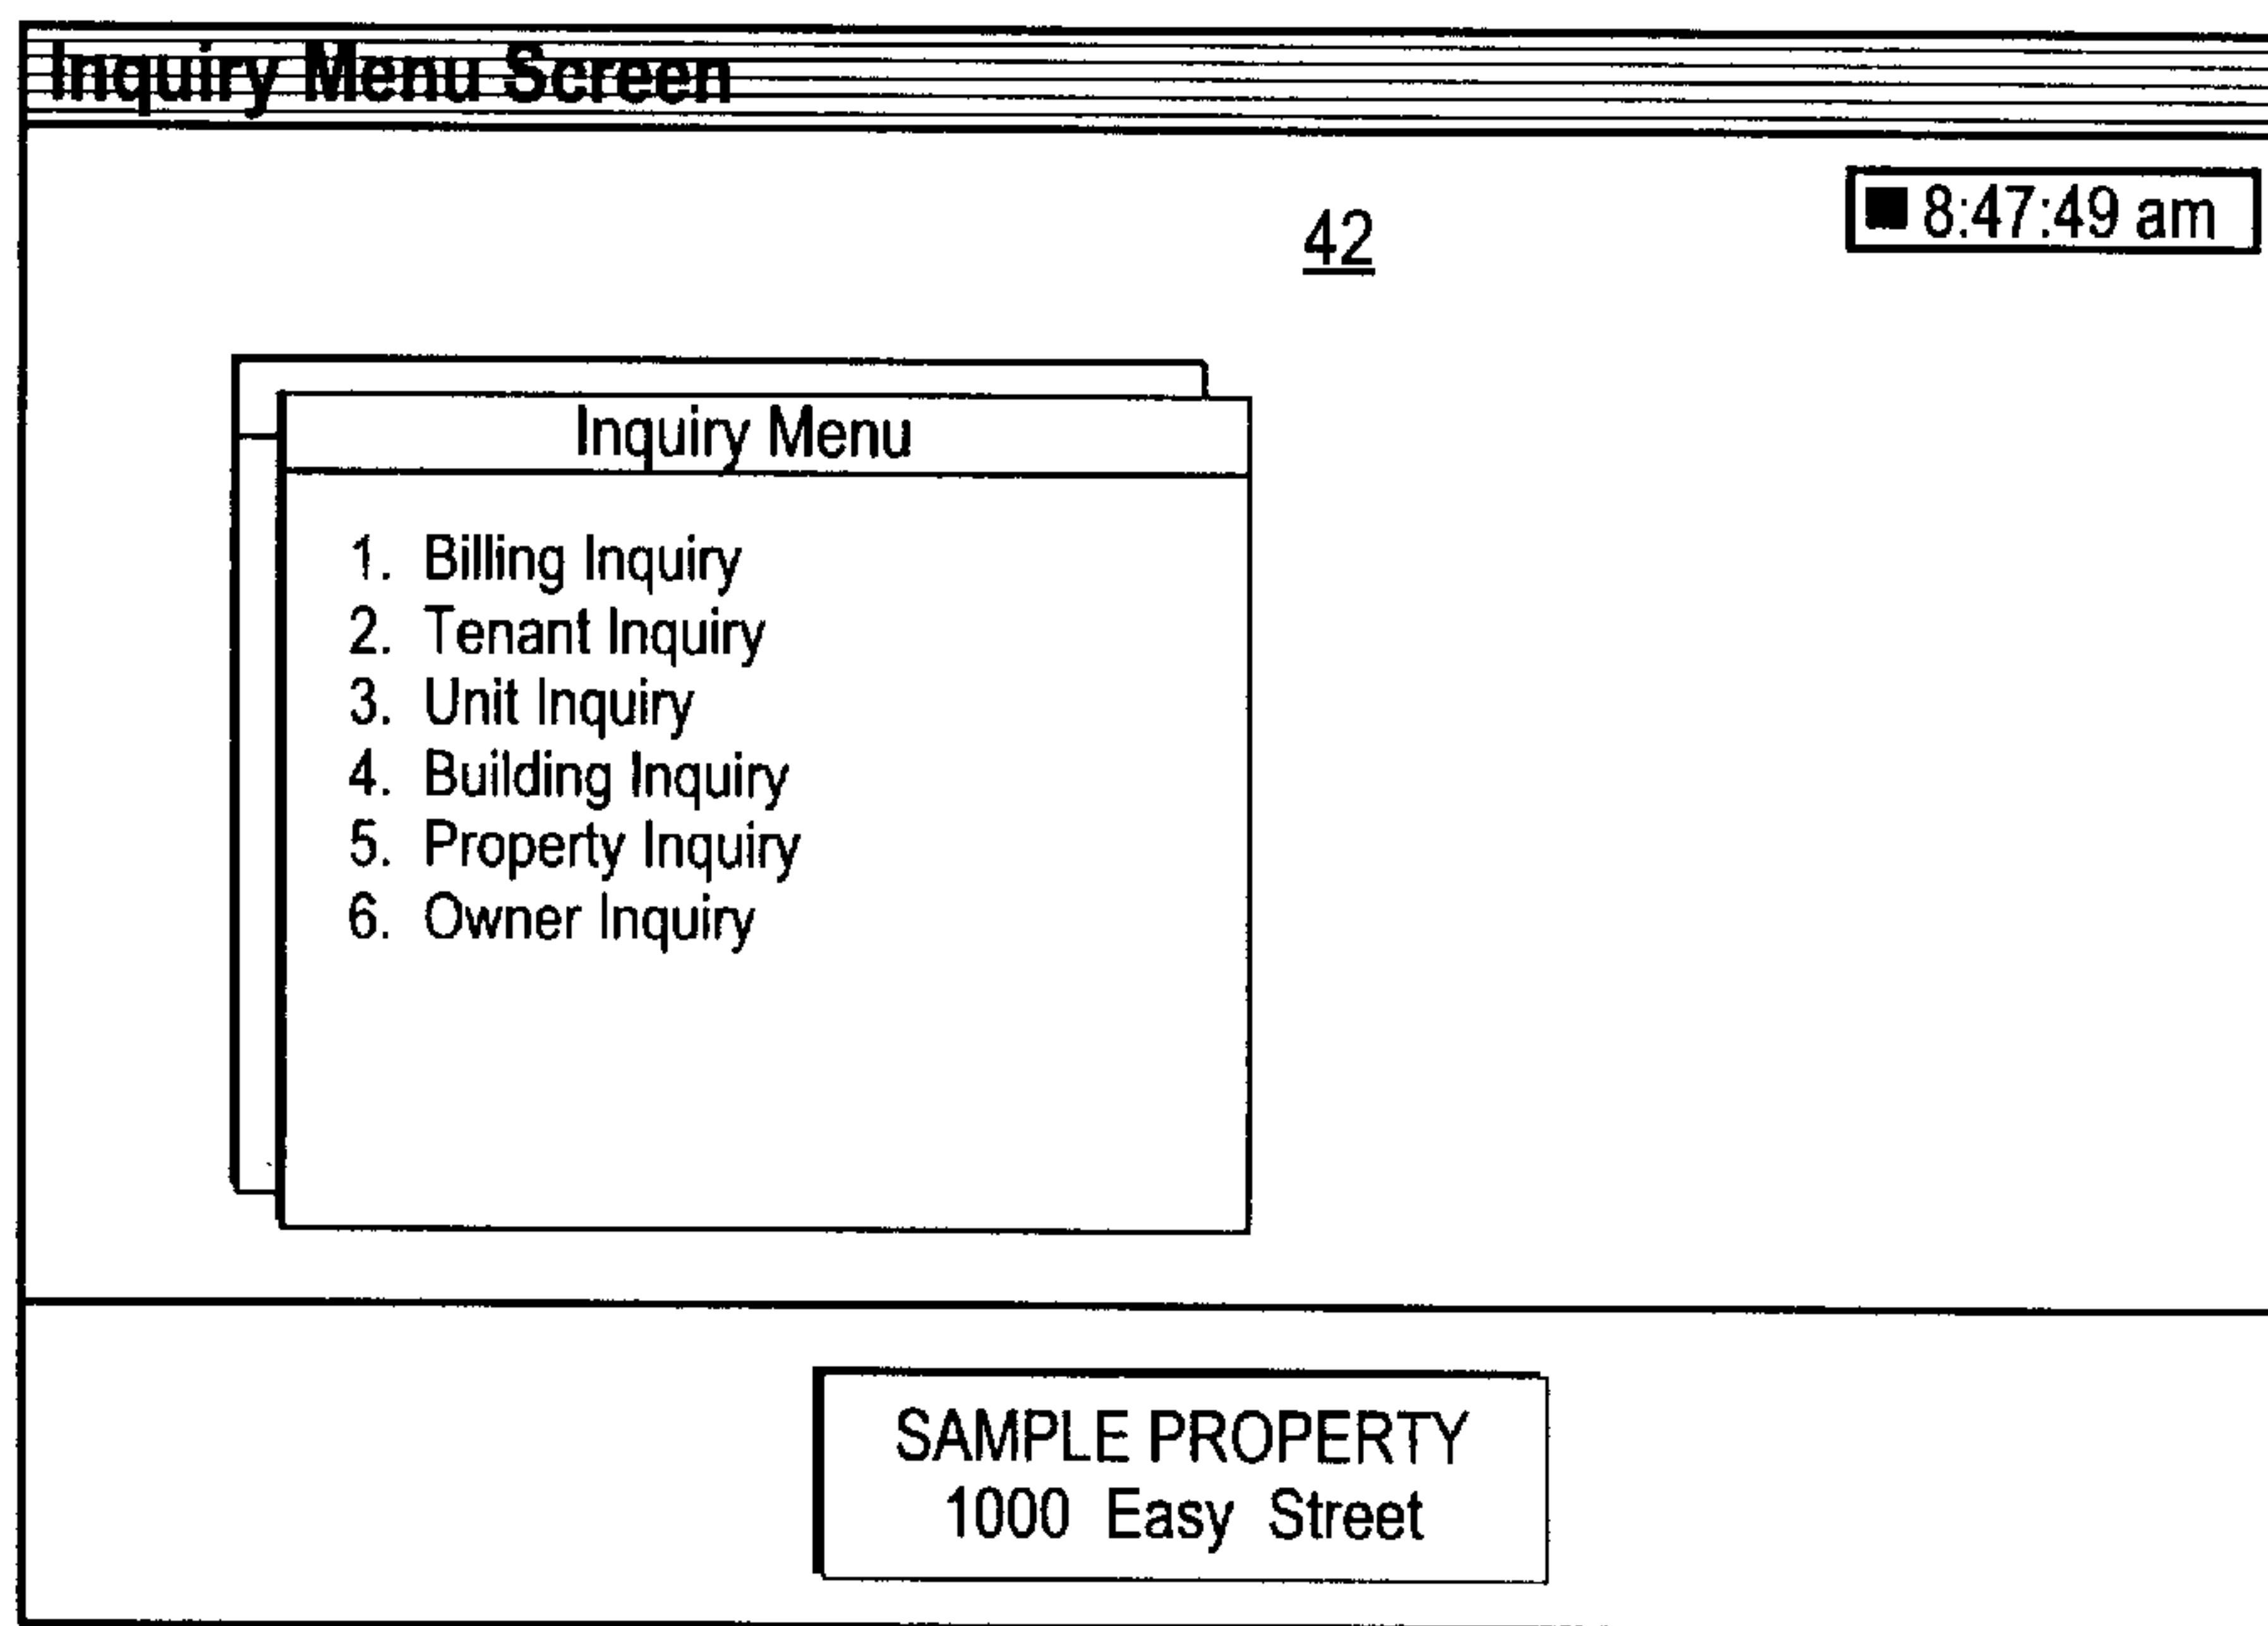 Inquiry Menu Screen
42
8:47:49 am
Inquiry Menu
1. Billing Inquiry
2. Tenant Inquiry
3. Unit Inquiry
4. Building Inquiry
5. Property Inquiry
6. Owner Inquiry
SAMPLE PROPERTY
1000 Easy Street